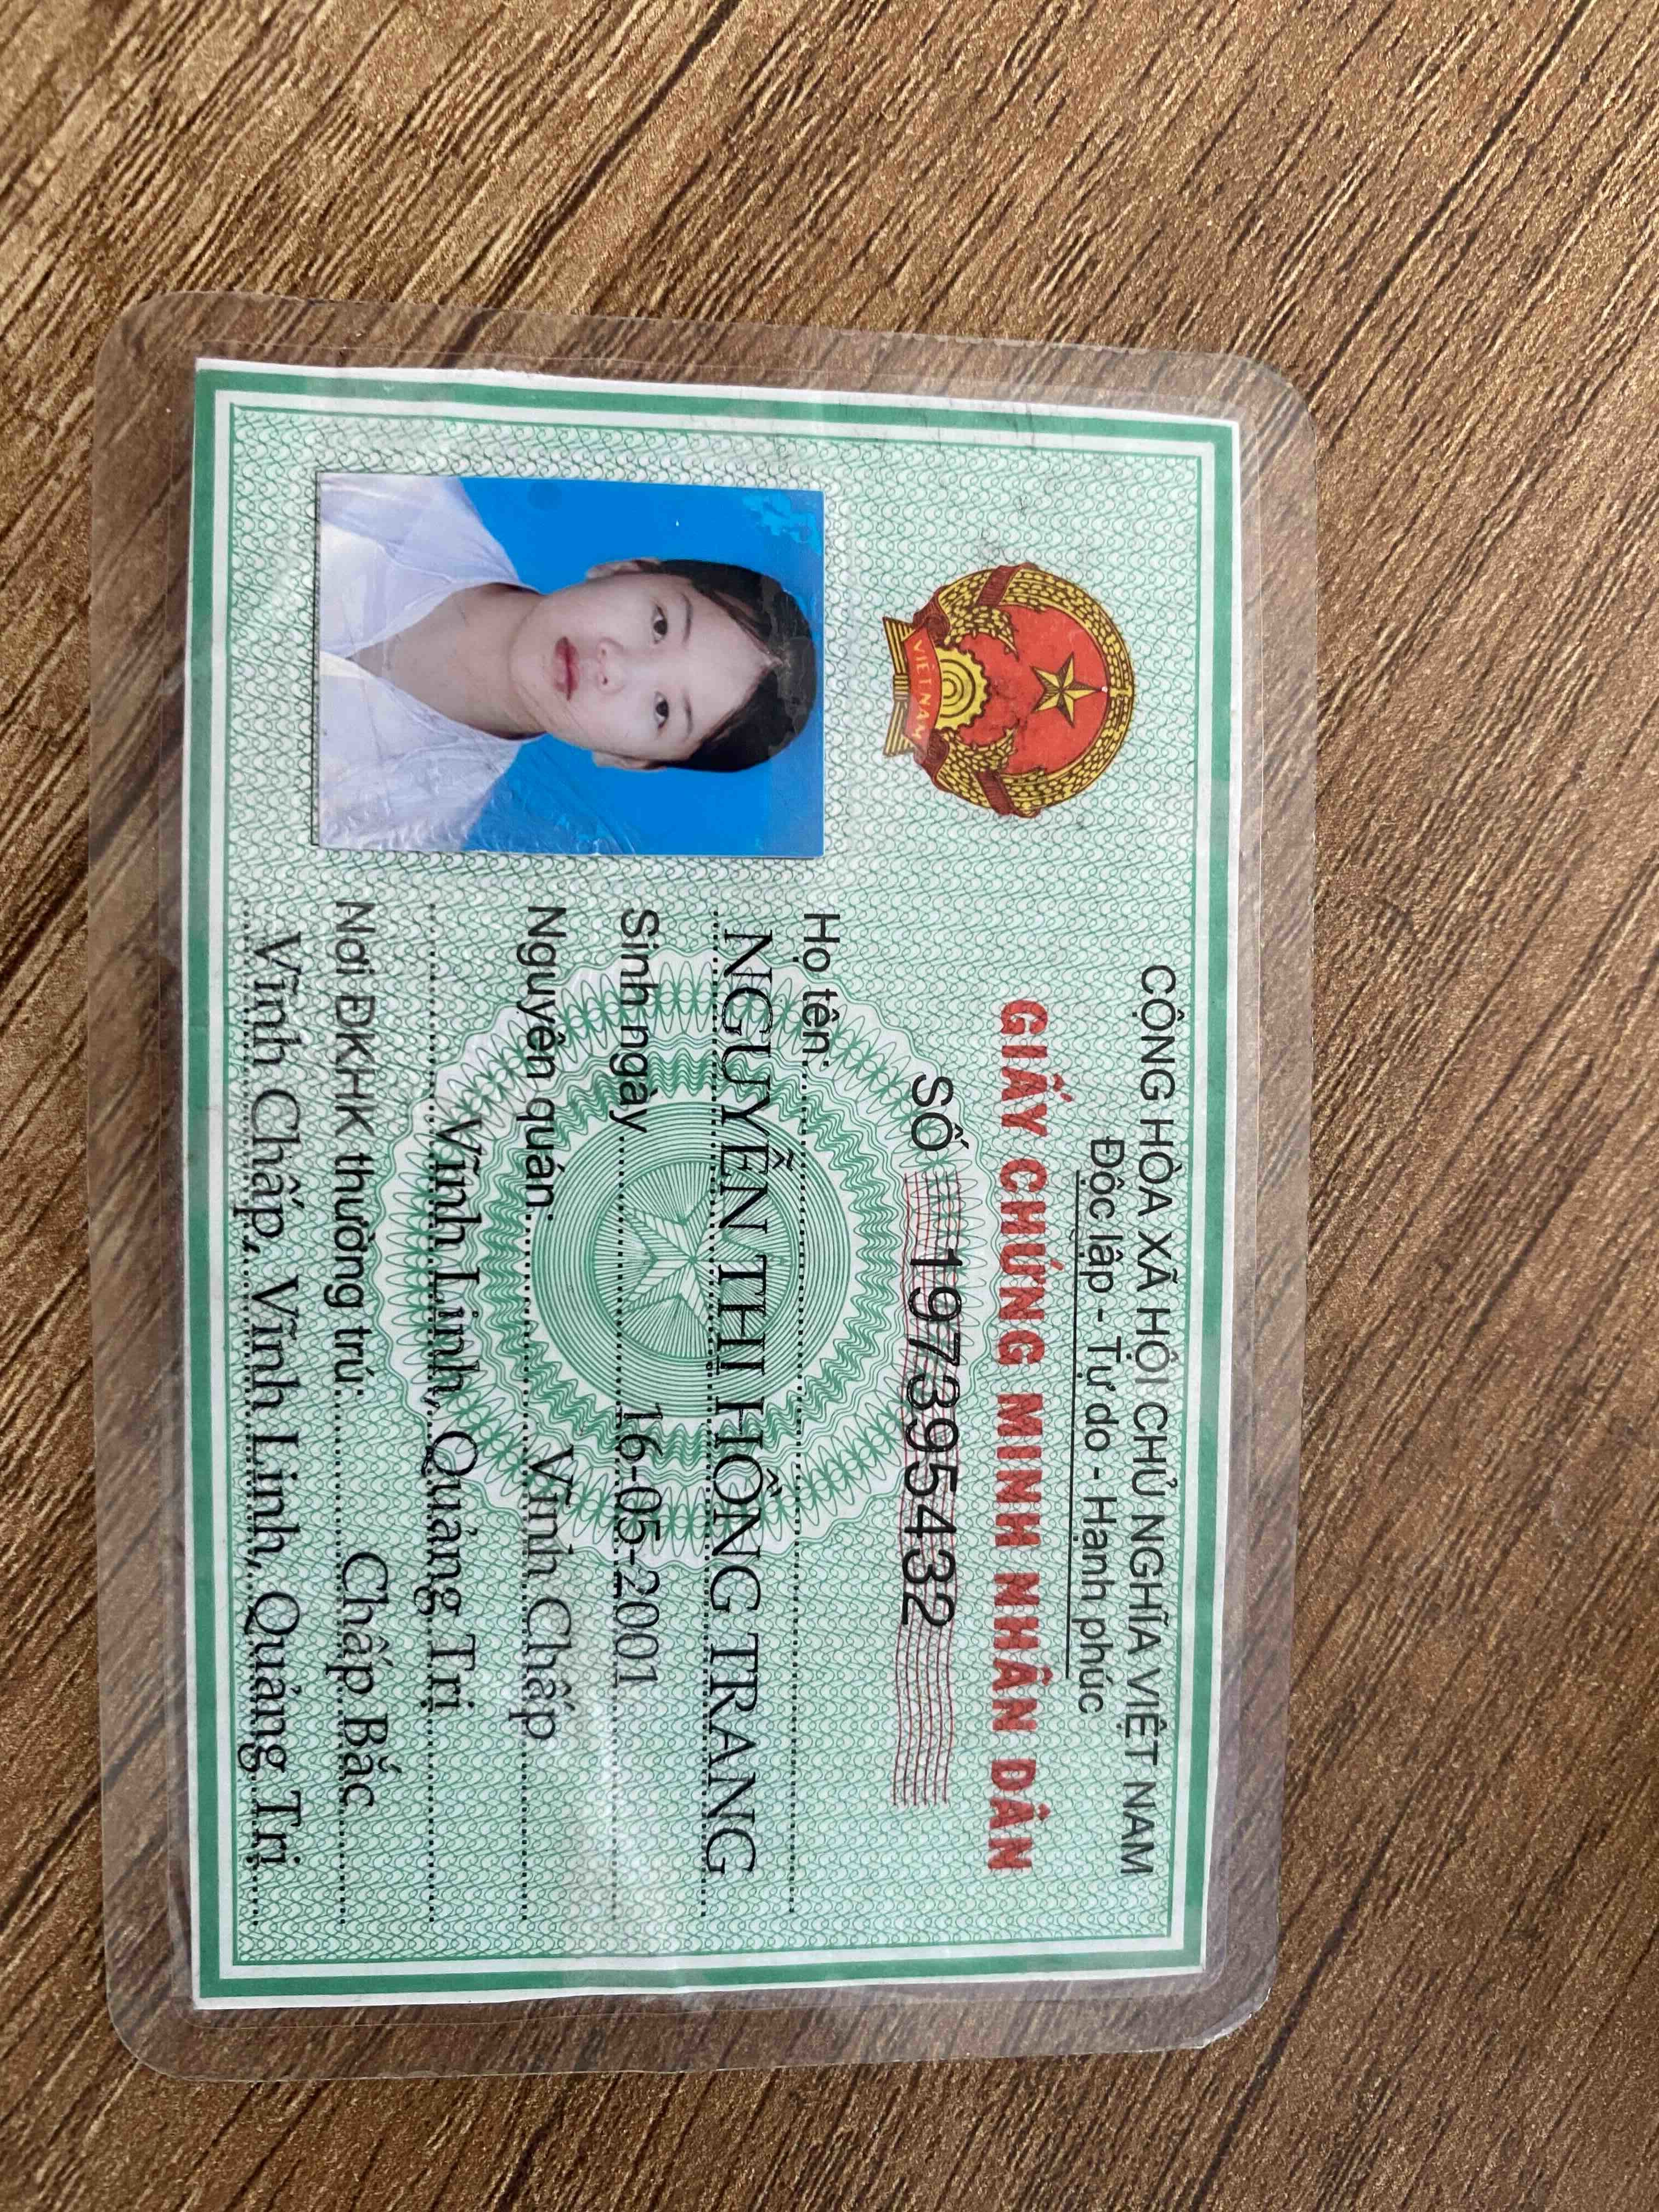 CỘNG HÒA XÃ HỘI CHỦ NGHĨA VIỆT NAM
Độc lập - Tự do - Hạnh phúc
GIẤY CHỨNG MINH NHÂN DÂN
SỐ 197395432
VIỆT NAM
Họ tên:
NGUYỄN THỊ HỒNG TRANG
Sinh ngày 16-05-2001
Nguyên quán: Vĩnh Chấp
Vĩnh Linh, Quảng Trị
Nơi ĐKHK thường trú: Chấp Bắc
Vĩnh Chấp, Vĩnh Linh, Quảng Trị